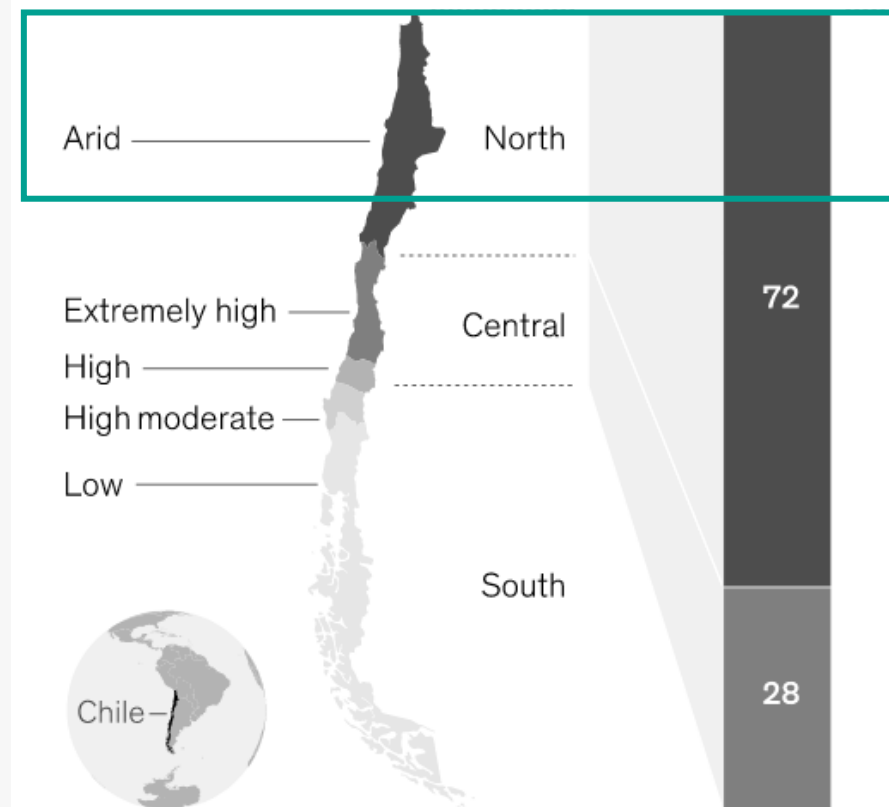 Arid
North
72
Extremely high
Central
High
High moderate
Low
South
28
Chile